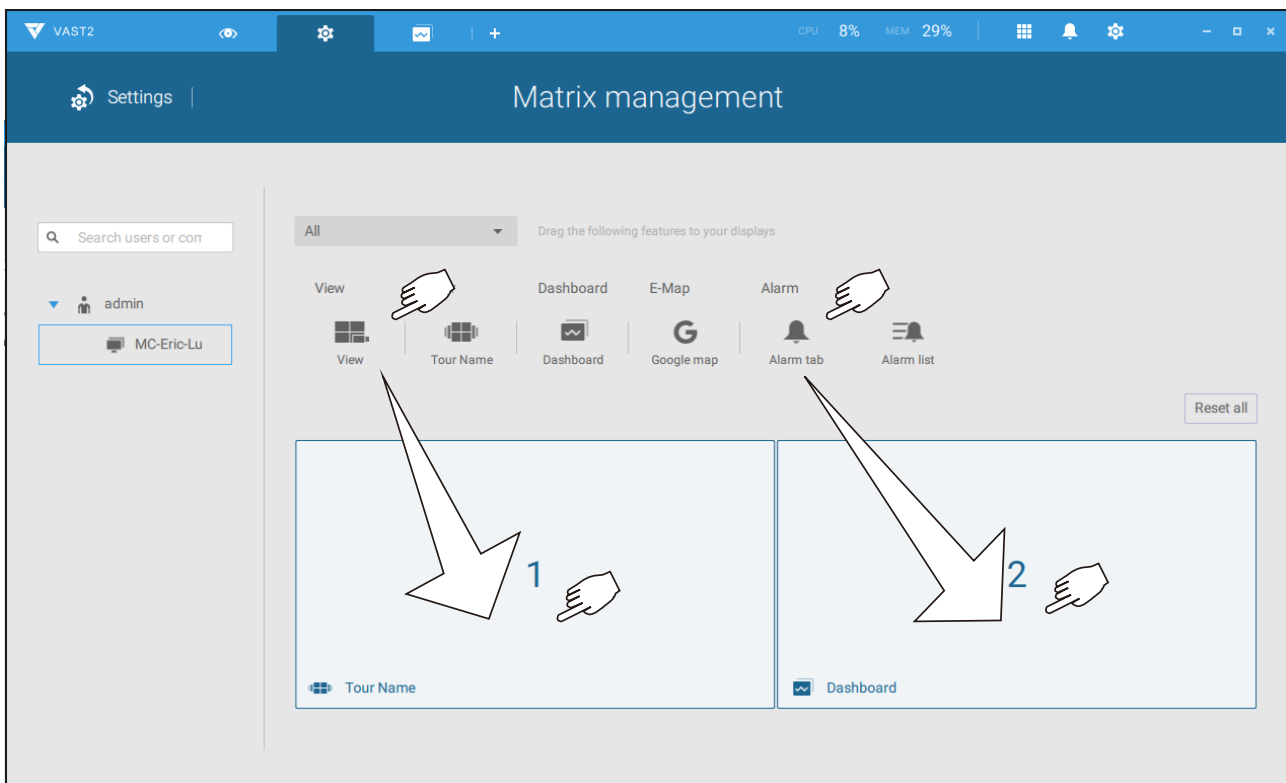 VAST2
CPU 8% MEM 29%
Settings
Matrix management
Search users or con
All
Drag the following features to your displays
View
Dashboard
E-Map
Alarm
admin
MC-Eric-Lu
View
Tour Name
Dashboard
Google map
Alarm tab
Alarm list
Reset all
1
2
Tour Name
Dashboard